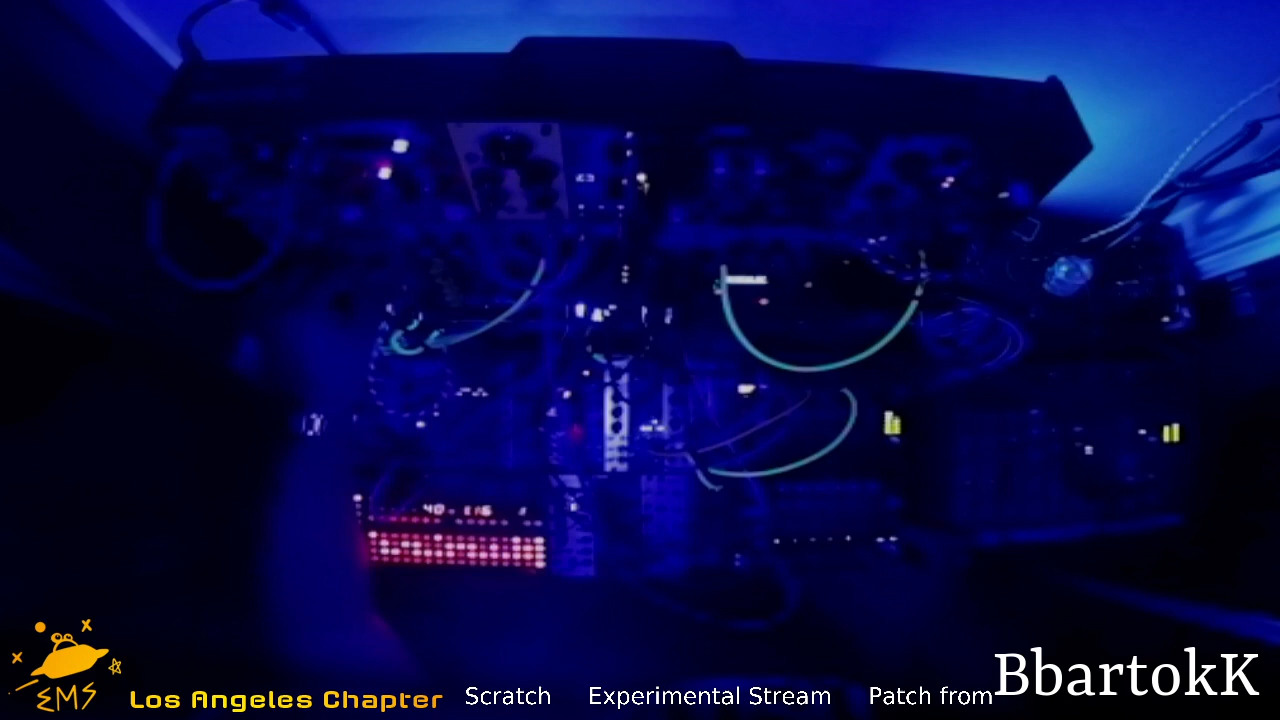 BbartokK
EMS
Los Angeles Chapter
Scratch Experimental Stream Patch from